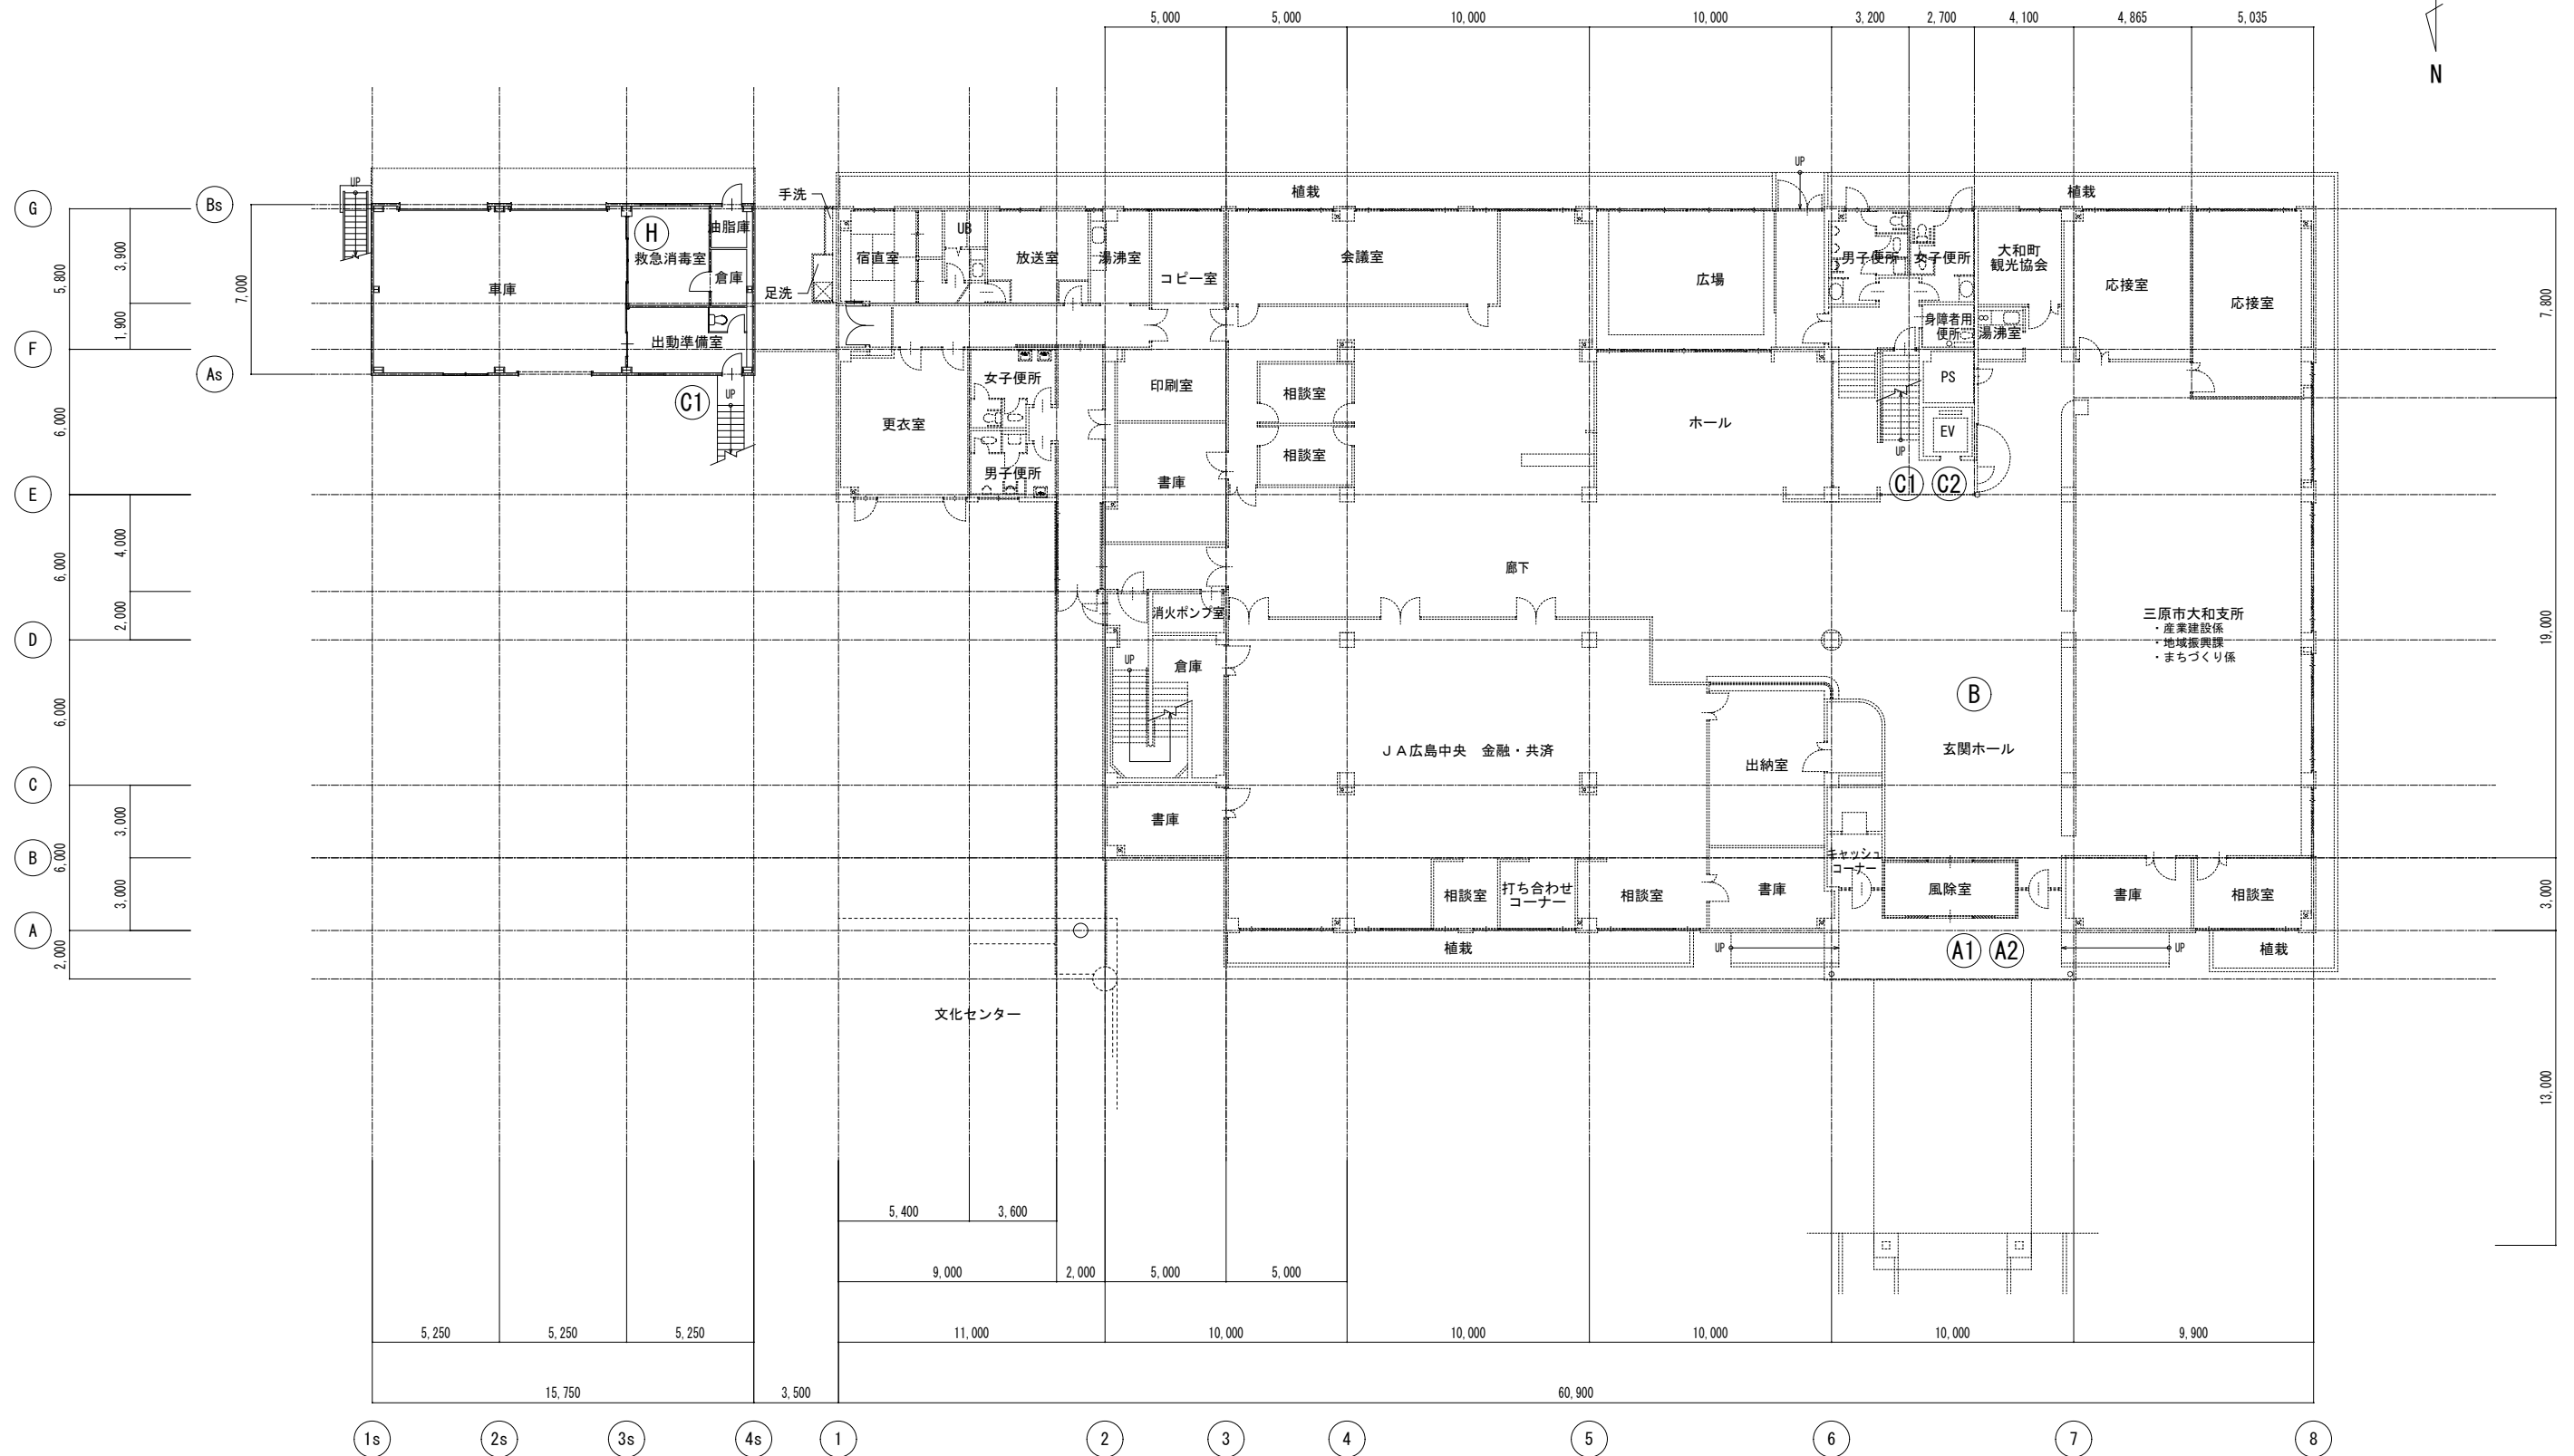 5,000 5,000 10,000 10,000 3,200 2,700 4,100 4,865 5,035
N
UP
手洗
植栽
植栽
G
Bs
UP
H
油脂庫
宿直室
UB
放送室
湯沸室
コピー室
会議室
広場
男子便所
女子便所
大和町
観光協会
応接室
応接室
救急消毒室
倉庫
車庫
足洗
5,800
3,900
7,000
1,900
7,800
身障者用
便所
湯沸室
出動準備室
F
As
C1
UP
女子便所
更衣室
男子便所
印刷室
相談室
相談室
書庫
ホール
PS
EV
UP
C1 C2
6,000
E
6,000
4,000
2,000
廊下
消火ポンプ室
三原市大和支所
・産業建設係
・地域振興課
・まちづくり係
19,000
D
UP
倉庫
B
6,000
JA広島中央 金融・共済
出納室
玄関ホール
C
3,000
書庫
6,000
B
3,000
キャッシュ
コーナー
相談室
打ち合わせ
コーナー
相談室
書庫
風除室
書庫
相談室
3,000
A
2,000
植栽
UP
A1 A2
UP
植栽
文化センター
13,000
5,400 3,600
9,000 2,000 5,000 5,000
5,250 5,250 5,250 11,000 10,000 10,000 10,000 10,000 9,900
15,750 3,500 60,900
1s 2s 3s 4s 1 2 3 4 5 6 7 8